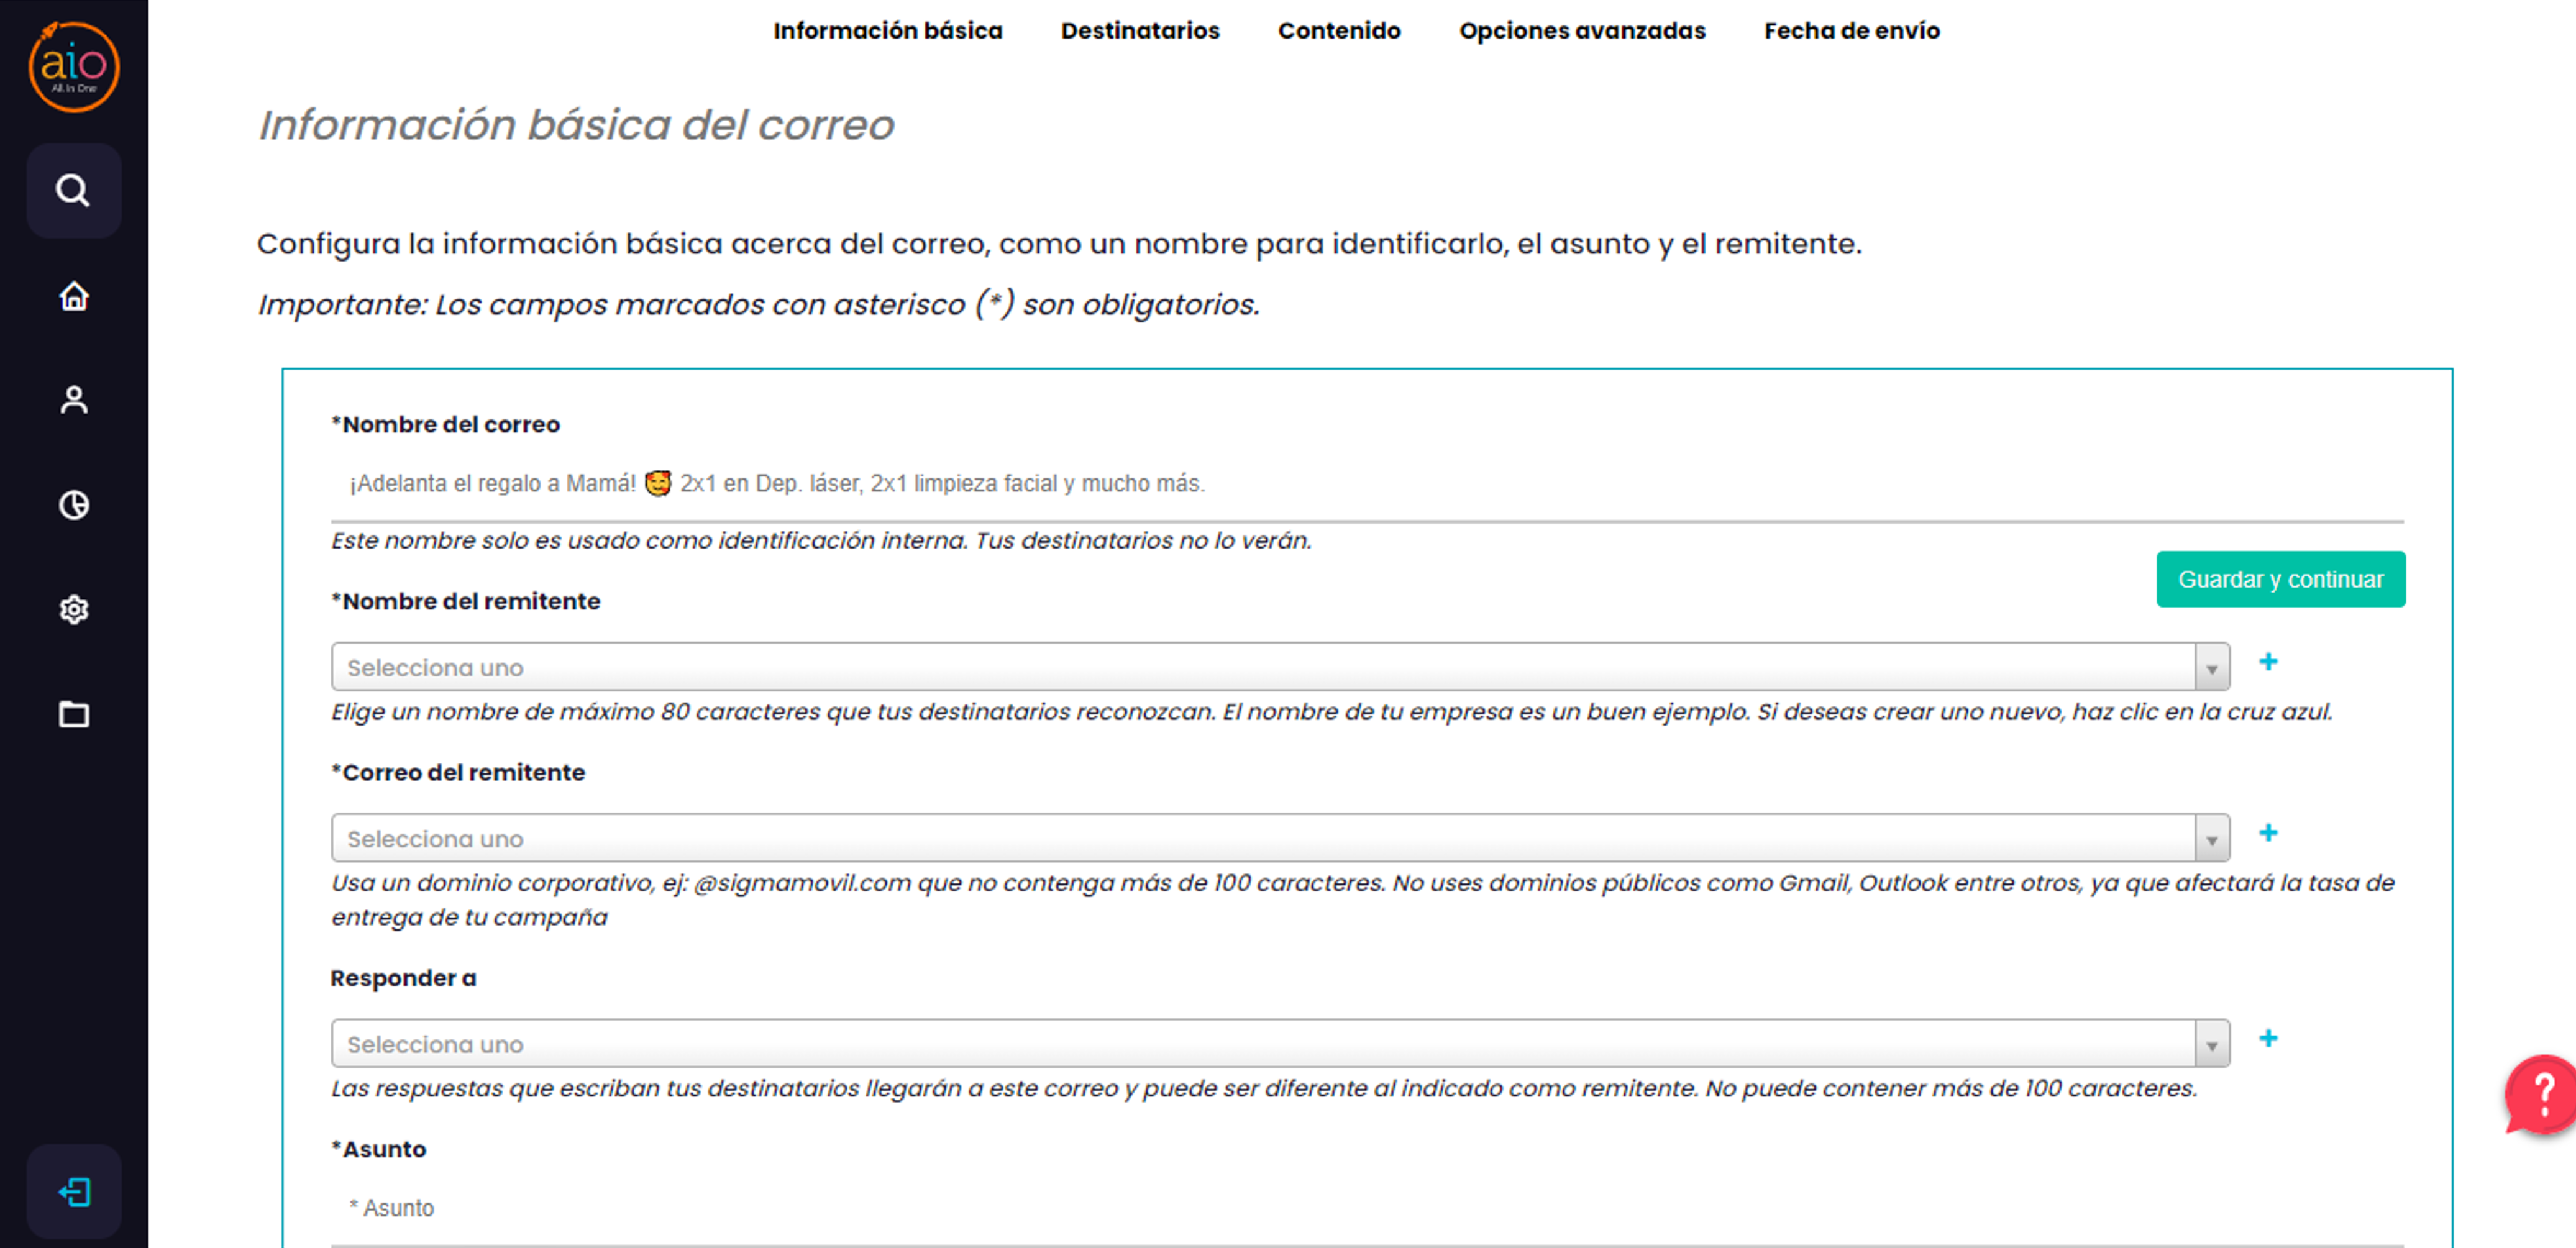 aio
All In One
Información básica Destinatarios Contenido Opciones avanzadas Fecha de envío
Información básica del correo
Configura la información básica acerca del correo, como un nombre para identificarlo, el asunto y el remitente.
Importante: Los campos marcados con asterisco (*) son obligatorios.
*Nombre del correo
¡Adelanta el regalo a Mamá! 🥰 2x1 en Dep. láser, 2x1 limpieza facial y mucho más.
Este nombre solo es usado como identificación interna. Tus destinatarios no lo verán.
Guardar y continuar
*Nombre del remitente
Selecciona uno
Elige un nombre de máximo 80 caracteres que tus destinatarios reconozcan. El nombre de tu empresa es un buen ejemplo. Si deseas crear uno nuevo, haz clic en la cruz azul.
*Correo del remitente
Selecciona uno
Usa un dominio corporativo, ej: @sigmamovil.com que no contenga más de 100 caracteres. No uses dominios públicos como Gmail, Outlook entre otros, ya que afectará la tasa de
entrega de tu campaña
Responder a
Selecciona uno
Las respuestas que escriban tus destinatarios llegarán a este correo y puede ser diferente al indicado como remitente. No puede contener más de 100 caracteres.
*Asunto
* Asunto